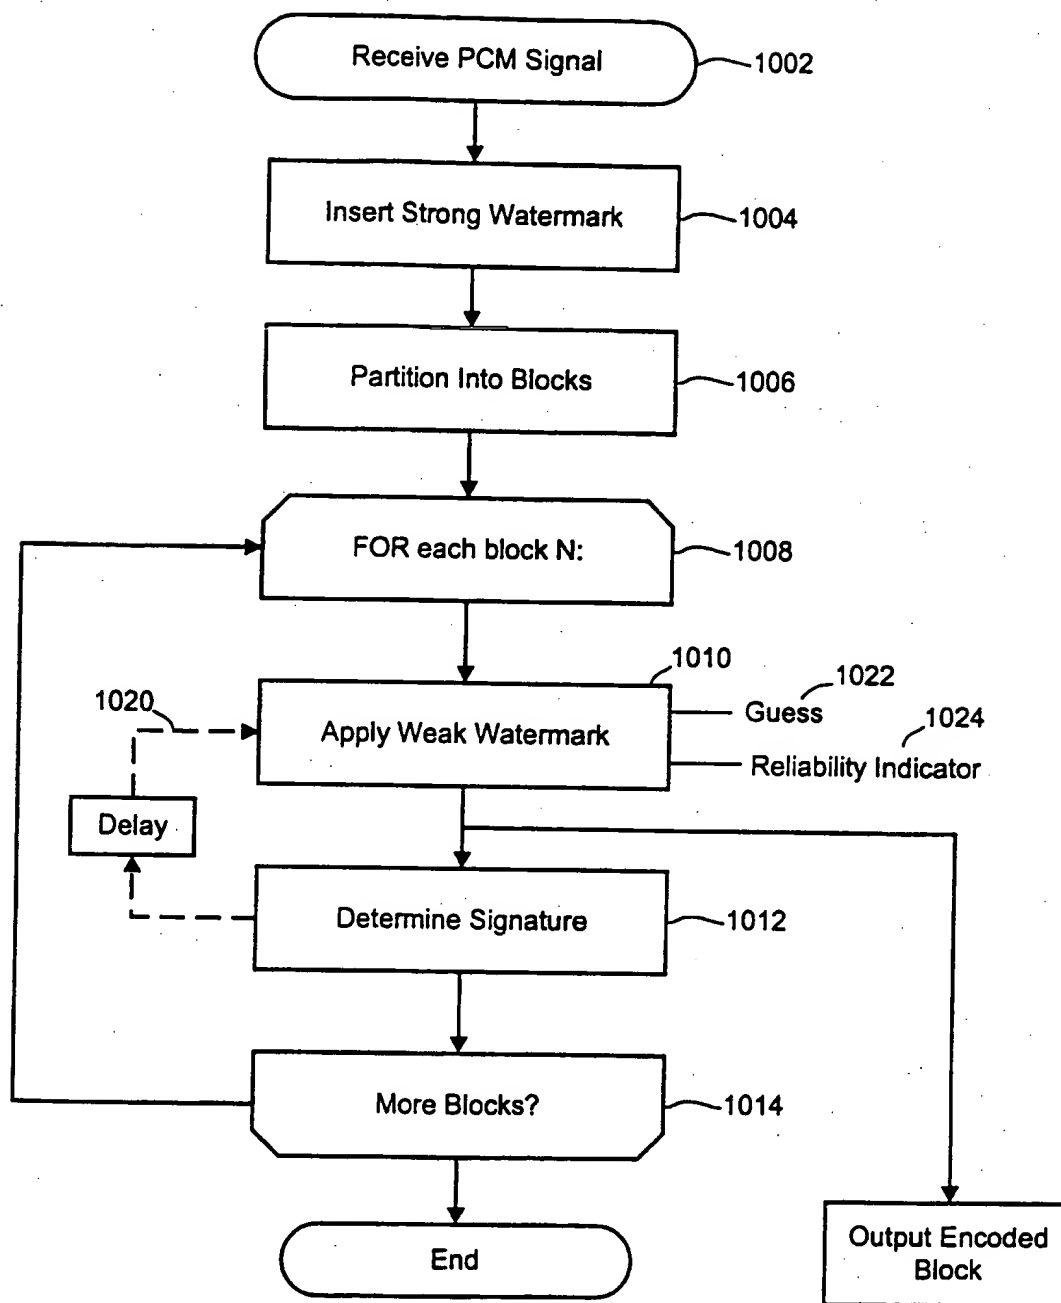 Receive PCM Signal
1002
Insert Strong Watermark
1004
Partition Into Blocks
1006
FOR each block N:
1008
1010
1022
1020
Guess
1024
Apply Weak Watermark
Reliability Indicator
Delay
Determine Signature
1012
More Blocks?
1014
Output Encoded
Block
End